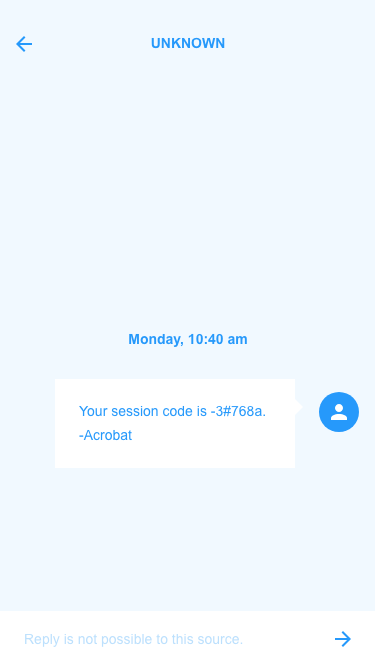 UNKNOWN
Monday, 10:40 am
Your session code is -3#768a.
-Acrobat
Reply is not possible to this source.